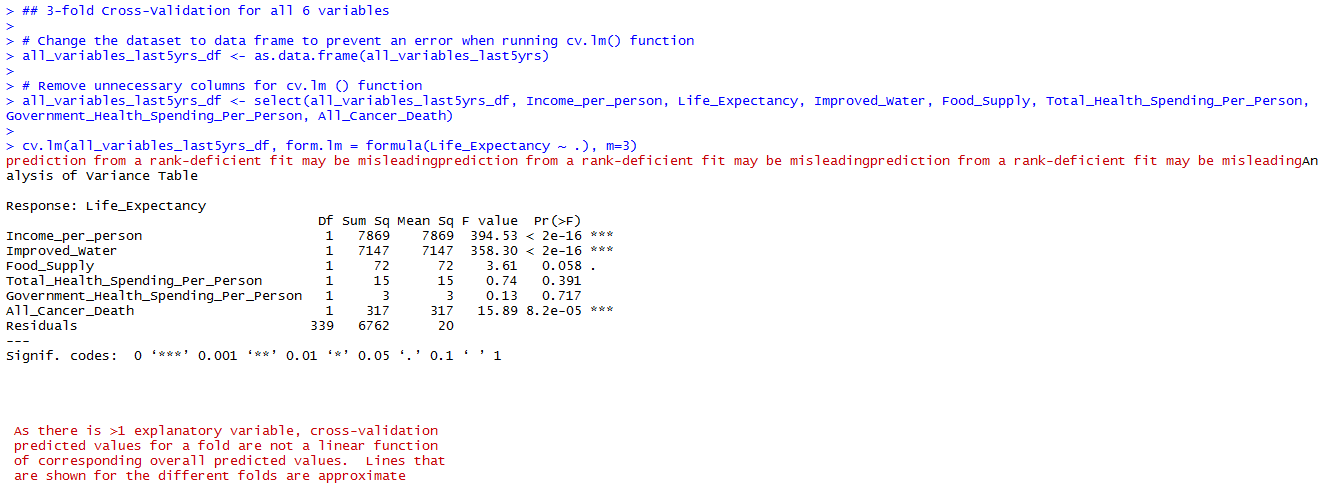 > ## 3-fold Cross-Validation for all 6 variables
>
> # Change the dataset to data frame to prevent an error when running cv.lm() function
> all_variables_last5yrs_df <- as.data.frame(all_variables_last5yrs)
>
> # Remove unnecessary columns for cv.lm () function
> all_variables_last5yrs_df <- select(all_variables_last5yrs_df, Income_per_person, Life_Expectancy, Improved_Water, Food_Supply, Total_Health_Spending_Per_Person,
Government_Health_Spending_Per_Person, All_Cancer_Death)
>
> cv.lm(all_variables_last5yrs_df, form.lm = formula(Life_Expectancy ~ .), m=3)
prediction from a rank-deficient fit may be misleadingprediction from a rank-deficient fit may be misleadingprediction from a rank-deficient fit may be misleadingAn
alysis of Variance Table
Response: Life_Expectancy
Df Sum Sq Mean Sq F value Pr(>F)
Income_per_person 1 7869 7869 394.53 < 2e-16 ***
Improved_Water 1 7147 7147 358.30 < 2e-16 ***
Food_Supply 1 72 72 3.61 0.058 .
Total_Health_Spending_Per_Person 1 15 15 0.74 0.391
Government_Health_Spending_Per_Person 1 3 3 0.13 0.717
All_Cancer_Death 1 317 317 15.89 8.2e-05 ***
Residuals 339 6762 20
---
Signif. codes: 0 ‘***’ 0.001 ‘**’ 0.01 ‘*’ 0.05 ‘.’ 0.1 ‘ ’ 1
As there is >1 explanatory variable, cross-validation
predicted values for a fold are not a linear function
of corresponding overall predicted values. Lines that
are shown for the different folds are approximate